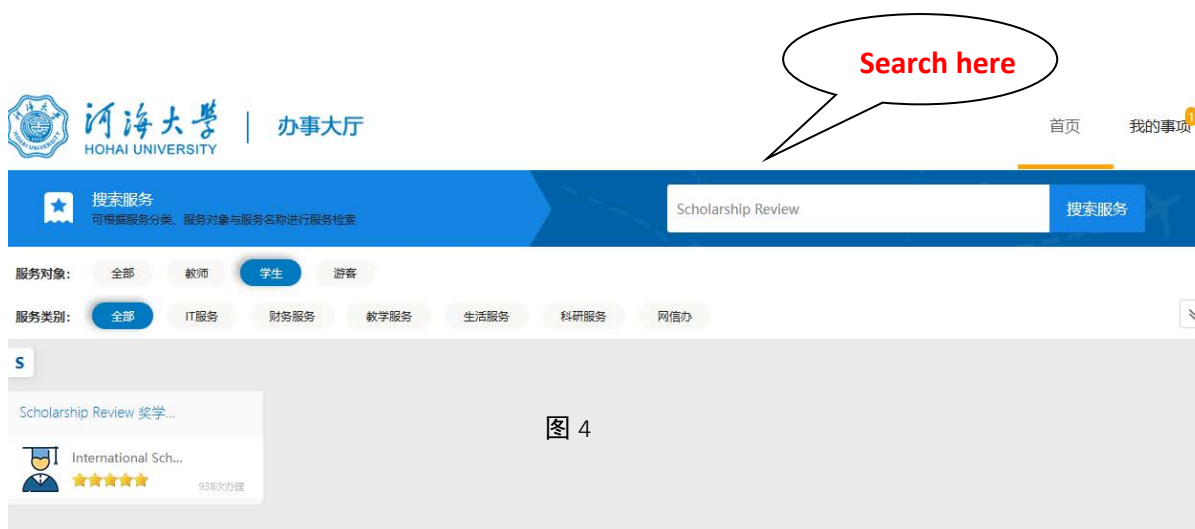 Search here
河海大学
HOHAI UNIVERSITY
办事大厅
首页
我的事项
1
搜索服务
可根据服务分类、服务对象与服务名称进行服务检索
Scholarship Review
搜索服务
服务对象: 全部 教师 学生 游客
服务类别: 全部 IT服务 财务服务 教学服务 生活服务 科研服务 网信办
S
Scholarship Review 奖学...
International Sch...
938次办理
图 4